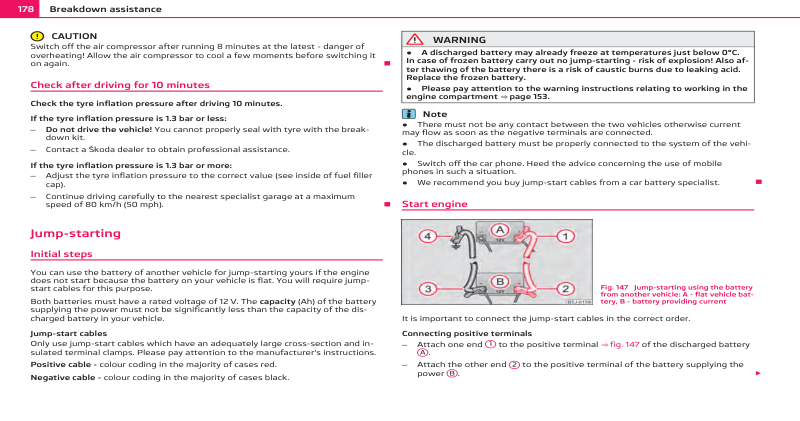 178 Breakdown assistance
CAUTION
Switch off the air compressor after running 8 minutes at the latest - danger of
overheating! Allow the air compressor to cool a few moments before switching it
on again.
Check after driving for 10 minutes
Check the tyre inflation pressure after driving 10 minutes.
If the tyre inflation pressure is 1.3 bar or less:
– Do not drive the vehicle! You cannot properly seal with tyre with the break-
down kit.
– Contact a Škoda dealer to obtain professional assistance.
If the tyre inflation pressure is 1.3 bar or more:
– Adjust the tyre inflation pressure to the correct value (see inside of fuel filler
cap).
– Continue driving carefully to the nearest specialist garage at a maximum
speed of 80 km/h (50 mph).
Jump-starting
Initial steps
You can use the battery of another vehicle for jump-starting yours if the engine
does not start because the battery on your vehicle is flat. You will require jump-
start cables for this purpose.
Both batteries must have a rated voltage of 12 V. The capacity (Ah) of the battery
supplying the power must not be significantly less than the capacity of the dis-
charged battery in your vehicle.
Jump-start cables
Only use jump-start cables which have an adequately large cross-section and in-
sulated terminal clamps. Please pay attention to the manufacturer's instructions.
Positive cable - colour coding in the majority of cases red.
Negative cable - colour coding in the majority of cases black.
WARNING
• A discharged battery may already freeze at temperatures just below 0°C.
In case of frozen battery carry out no jump-starting - risk of explosion! Also af-
ter thawing of the battery there is a risk of caustic burns due to leaking acid.
Replace the frozen battery.
• Please pay attention to the warning instructions relating to working in the
engine compartment ⇒ page 153.
Note
• There must not be any contact between the two vehicles otherwise current
may flow as soon as the negative terminals are connected.
• The discharged battery must be properly connected to the system of the vehi-
cle.
• Switch off the car phone. Heed the advice concerning the use of mobile
phones in such a situation.
• We recommend you buy jump-start cables from a car battery specialist.
Start engine
4 A 1
12V
3 B 2
12V
B1J-0119
Fig. 147 Jump-starting using the battery
from another vehicle: A - flat vehicle bat-
tery, B - battery providing current
It is important to connect the jump-start cables in the correct order.
Connecting positive terminals
– Attach one end 1 to the positive terminal ⇒ fig. 147 of the discharged battery
A.
– Attach the other end 2 to the positive terminal of the battery supplying the
power B.